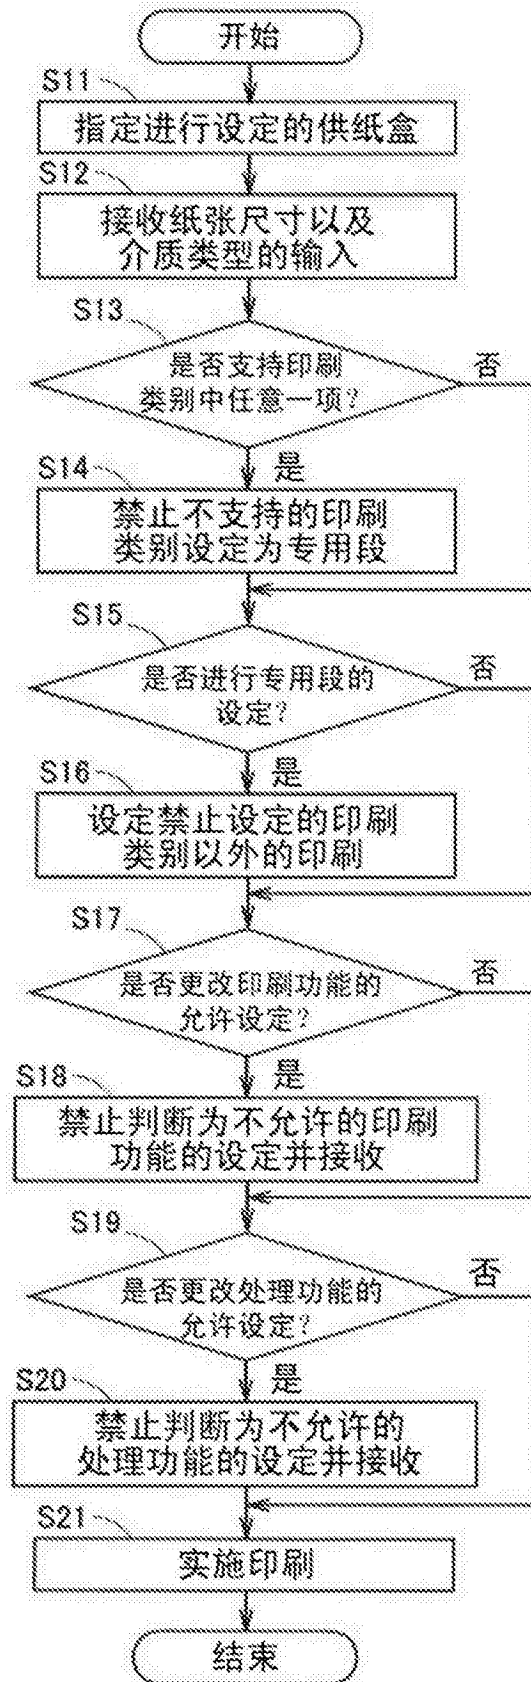 开始
S11
指定进行设定的供纸盒
S12
接收纸张尺寸以及
介质类型的输入
S13
是否支持印刷
类别中任意一项?
否
是
S14
禁止不支持的印刷
类别设定为专用段
S15
是否进行专用段的
设定?
否
是
S16
设定禁止设定的印刷
类别以外的印刷
S17
是否更改印刷功能的
允许设定?
否
是
S18
禁止判断为不允许的印刷
功能的设定并接收
S19
是否更改处理功能的
允许设定?
否
是
S20
禁止判断为不允许的
处理功能的设定并接收
S21
实施印刷
结束